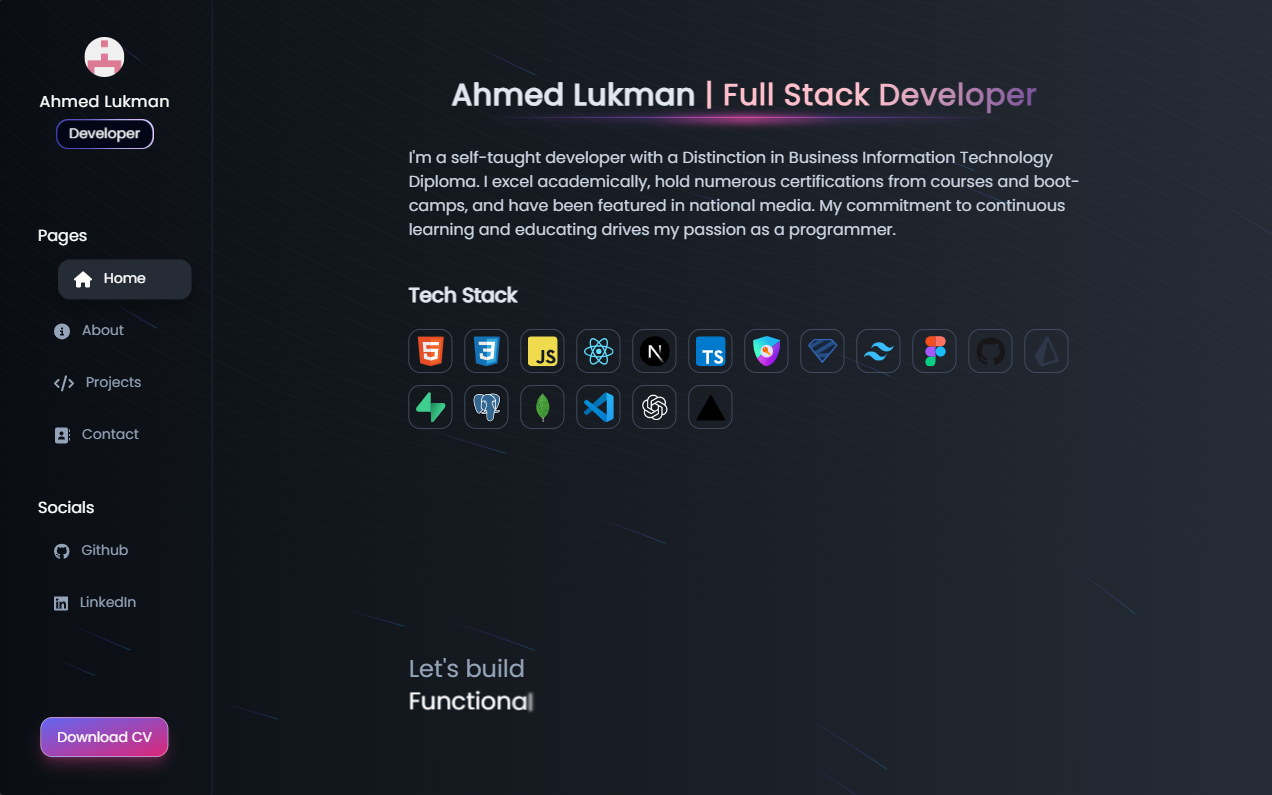 Ahmed Lukman
Developer
Pages
Home
About
Projects
Contact
Socials
Github
LinkedIn
Download CV
Ahmed Lukman | Full Stack Developer
I'm a self-taught developer with a Distinction in Business Information Technology
Diploma. I excel academically, hold numerous certifications from courses and boot-
camps, and have been featured in national media. My commitment to continuous
learning and educating drives my passion as a programmer.
Tech Stack
5
3
JS
N
TS
Let's build
Functional